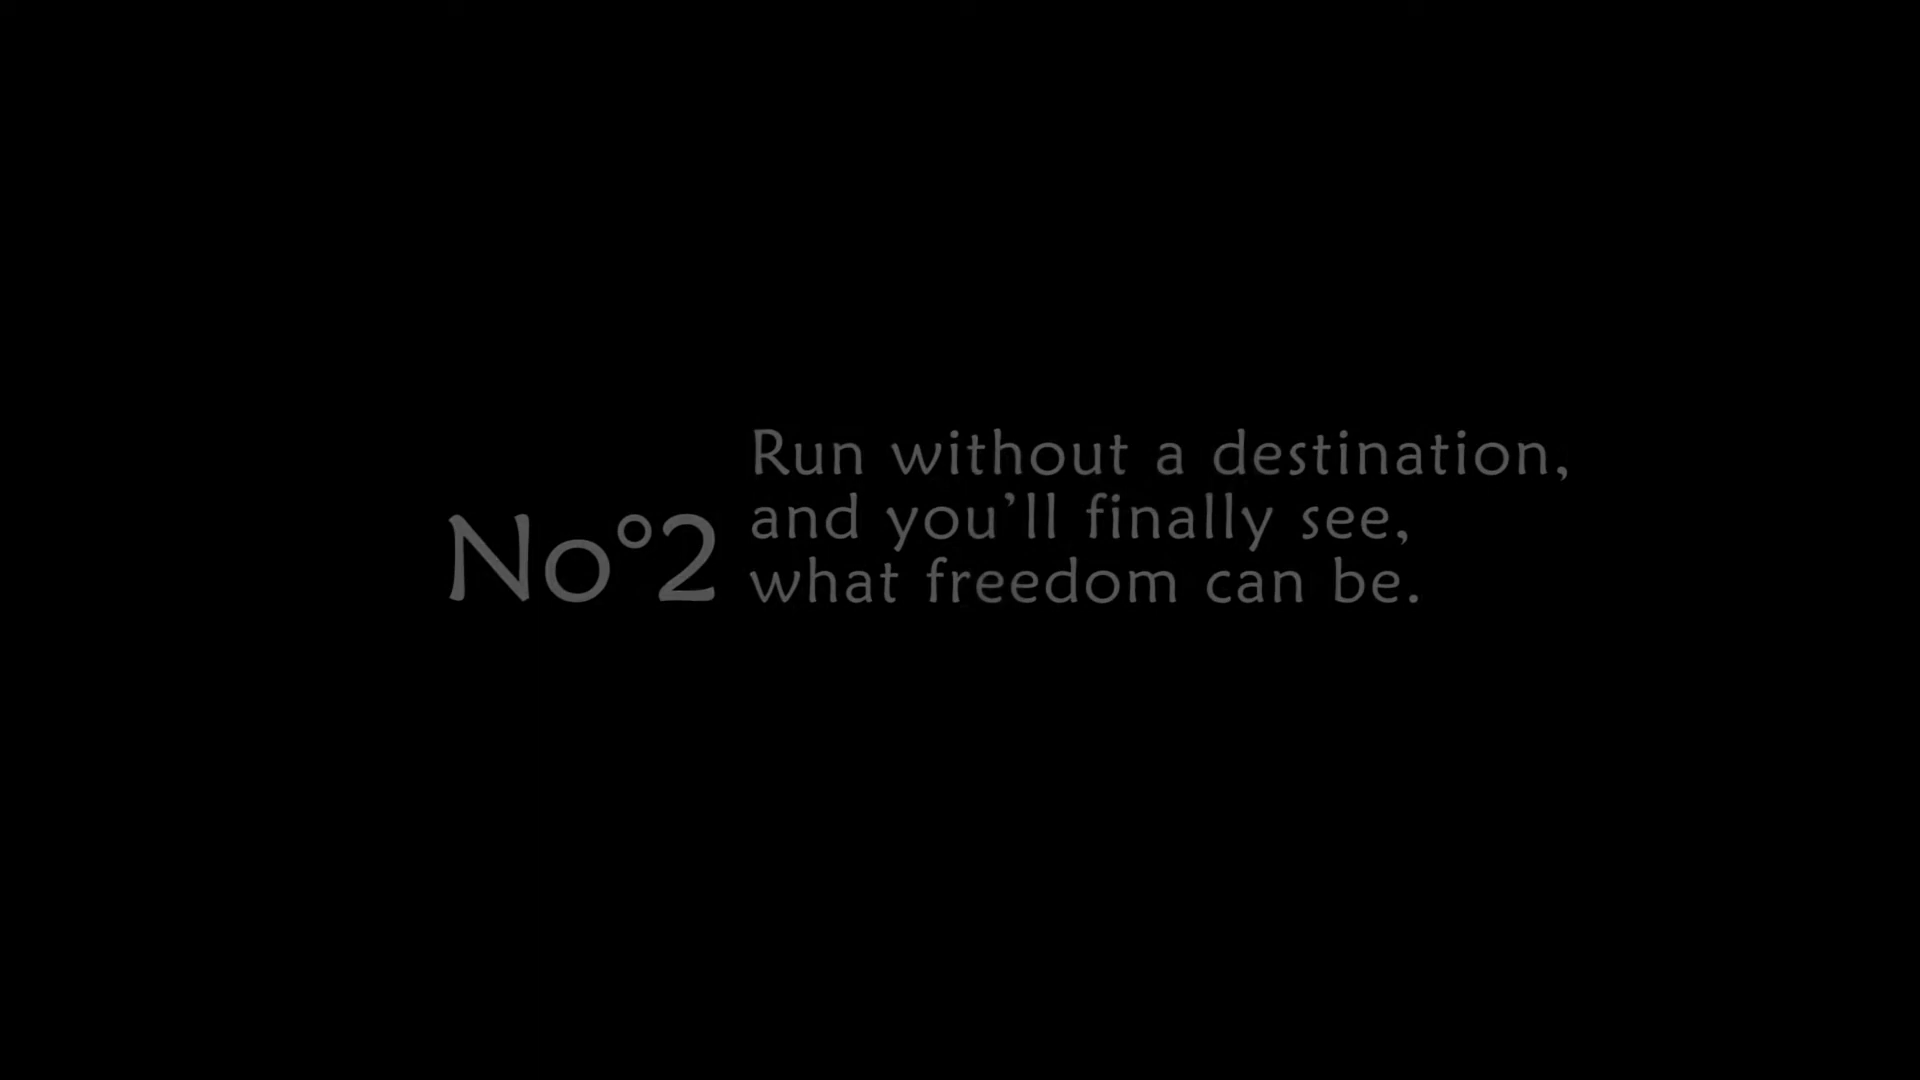 No°2
Run without a destination,
and you’ll finally see,
what freedom can be.